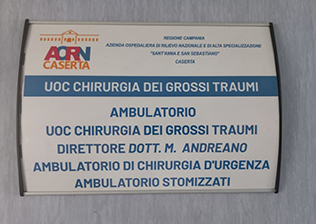 AORN
CASERTA
REGIONE CAMPANIA
AZIENDA OSPEDALIERA DI RILIEVO NAZIONALE E DI ALTA SPECIALIZZAZIONE
"SANT'ANNA E SAN SEBASTIANO"
CASERTA
UOC CHIRURGIA DEI GROSSI TRAUMI
AMBULATORIO
UOC CHIRURGIA DEI GROSSI TRAUMI
DIRETTORE DOTT. M. ANDREANO
AMBULATORIO DI CHIRURGIA D'URGENZA
AMBULATORIO STOMIZZATI